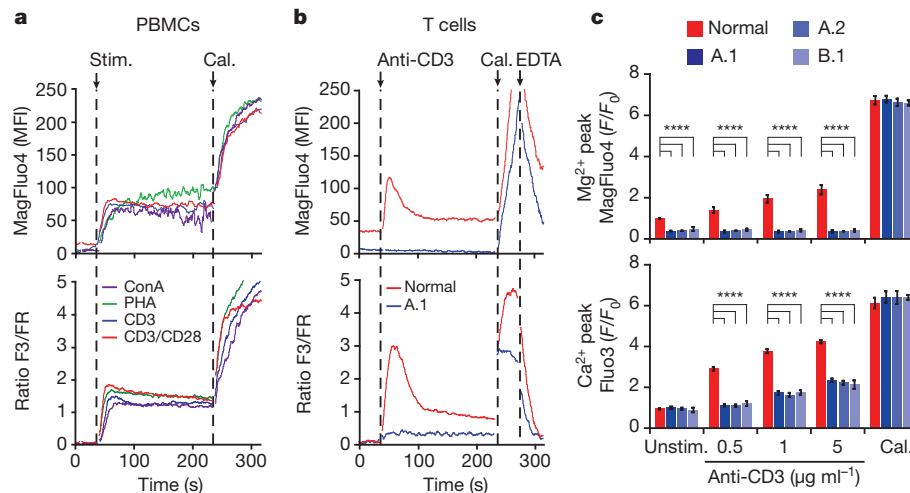 a PBMCs
Stim. Cal.
MagFluo4 (MFI)
250
200
150
100
50
0
Ratio F3/FR
5
4
3
2
1
0
ConA
PHA
CD3
CD3/CD28
0 100 200 300
Time (s)
b T cells
Anti-CD3 Cal. EDTA
MagFluo4 (MFI)
250
200
150
100
50
0
Ratio F3/FR
5
4
3
2
1
0
Normal
A.1
0 100 200 300
Time (s)
c
Normal A.2
A.1 B.1
Mg2+ peak
MagFluo4 (F/F0)
8
6
4
2
0
**** **** **** ****
Ca2+ peak
Fluo3 (F/F0)
8
6
4
2
0
**** **** ****
Unstim. 0.5 1 5 Cal.
Anti-CD3 (μg ml−1)